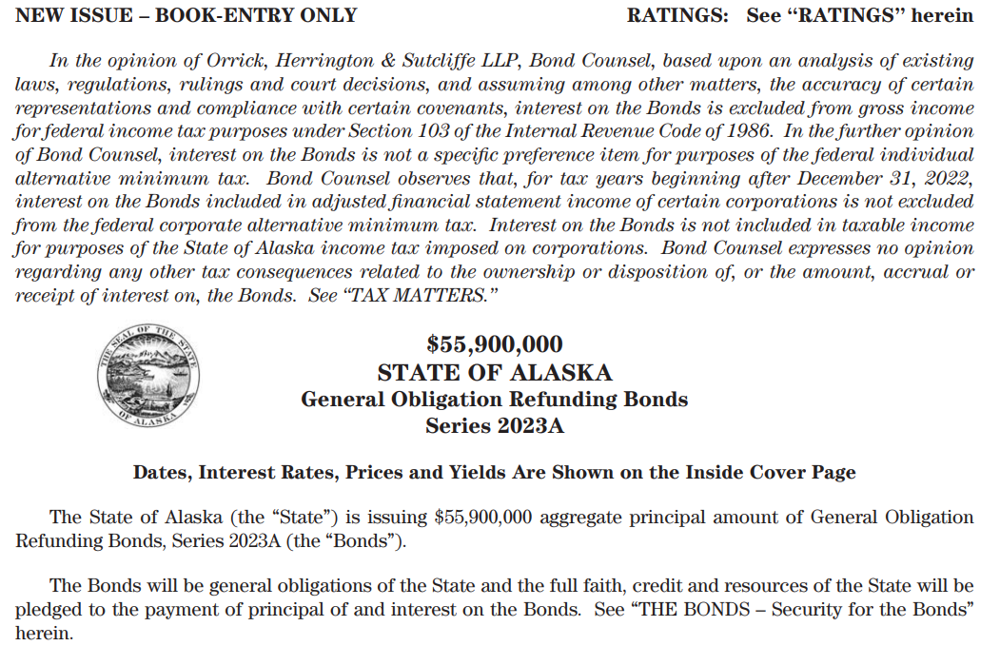 NEW ISSUE – BOOK-ENTRY ONLY RATINGS: See “RATINGS” herein
In the opinion of Orrick, Herrington & Sutcliffe LLP, Bond Counsel, based upon an analysis of existing
laws, regulations, rulings and court decisions, and assuming among other matters, the accuracy of certain
representations and compliance with certain covenants, interest on the Bonds is excluded from gross income
for federal income tax purposes under Section 103 of the Internal Revenue Code of 1986. In the further opinion
of Bond Counsel, interest on the Bonds is not a specific preference item for purposes of the federal individual
alternative minimum tax. Bond Counsel observes that, for tax years beginning after December 31, 2022,
interest on the Bonds included in adjusted financial statement income of certain corporations is not excluded
from the federal corporate alternative minimum tax. Interest on the Bonds is not included in taxable income
for purposes of the State of Alaska income tax imposed on corporations. Bond Counsel expresses no opinion
regarding any other tax consequences related to the ownership or disposition of, or the amount, accrual or
receipt of interest on, the Bonds. See “TAX MATTERS.”
THE SEAL OF THE STATE
OF ALASKA
$55,900,000
STATE OF ALASKA
General Obligation Refunding Bonds
Series 2023A
Dates, Interest Rates, Prices and Yields Are Shown on the Inside Cover Page
The State of Alaska (the “State”) is issuing $55,900,000 aggregate principal amount of General Obligation
Refunding Bonds, Series 2023A (the “Bonds”).
The Bonds will be general obligations of the State and the full faith, credit and resources of the State will be
pledged to the payment of principal of and interest on the Bonds. See “THE BONDS – Security for the Bonds”
herein.